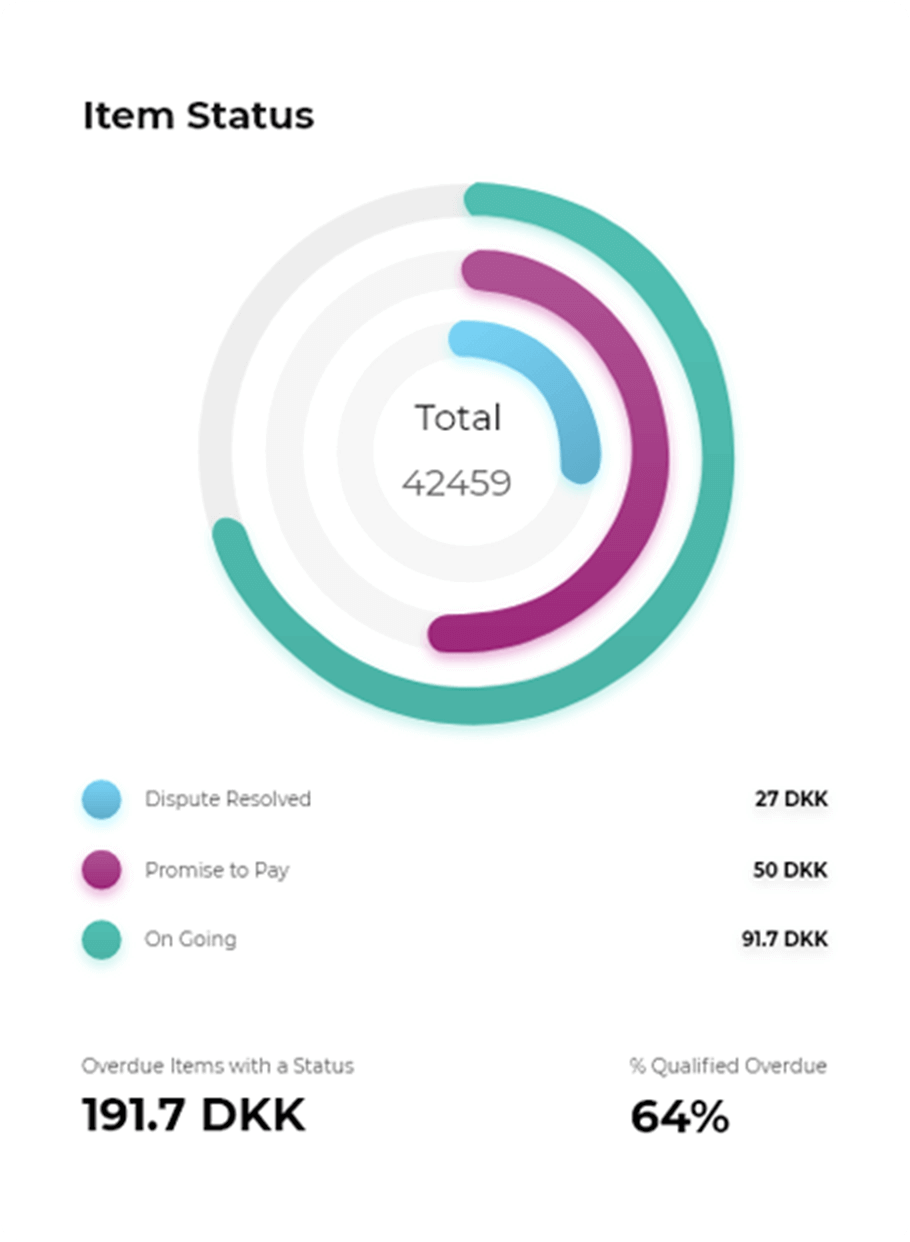 Item Status
Total
42459
Dispute Resolved 27 DKK
Promise to Pay 50 DKK
On Going 91.7 DKK
Overdue Items with a Status % Qualified Overdue
191.7 DKK 64%